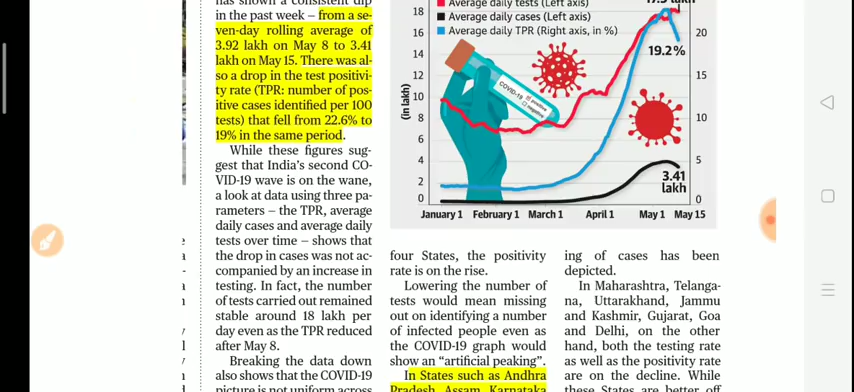 has shown a consistent dip
in the past week – from a se-
ven-day rolling average of
3.92 lakh on May 8 to 3.41
lakh on May 15. There was al-
so a drop in the test positivi-
ty rate (TPR: number of pos-
itive cases identified per 100
tests) that fell from 22.6% to
19% in the same period.
While these figures sug-
gest that India's second CO-
VID-19 wave is on the wane,
a look at data using three pa-
rameters – the TPR, average
daily cases and average daily
tests over time – shows that
the drop in cases was not ac-
companied by an increase in
testing. In fact, the number
of tests carried out remained
stable around 18 lakh per
day even as the TPR reduced
after May 8.
Breaking the data down
also shows that the COVID-19
picture is not uniform across
Average daily tests (Left axis)
Average daily cases (Left axis)
Average daily TPR (Right axis, in %)
19.2%
COVID-19
positive
negative
3.41
lakh
(in lakh)
18
16
14
12
10
8
6
4
2
0
20
15
10
5
0
January 1 February 1 March 1 April 1 May 1 May 15
four States, the positivity
rate is on the rise.
Lowering the number of
tests would mean missing
out on identifying a number
of infected people even as
the COVID-19 graph would
show an "artificial peaking".
In States such as Andhra
Pradesh, Assam, Karnataka
ing of cases has been
depicted.
In Maharashtra, Telanga-
na, Uttarakhand, Jammu
and Kashmir, Gujarat, Goa
and Delhi, on the other
hand, both the testing rate
as well as the positivity rate
are on the decline. While
these States are better off